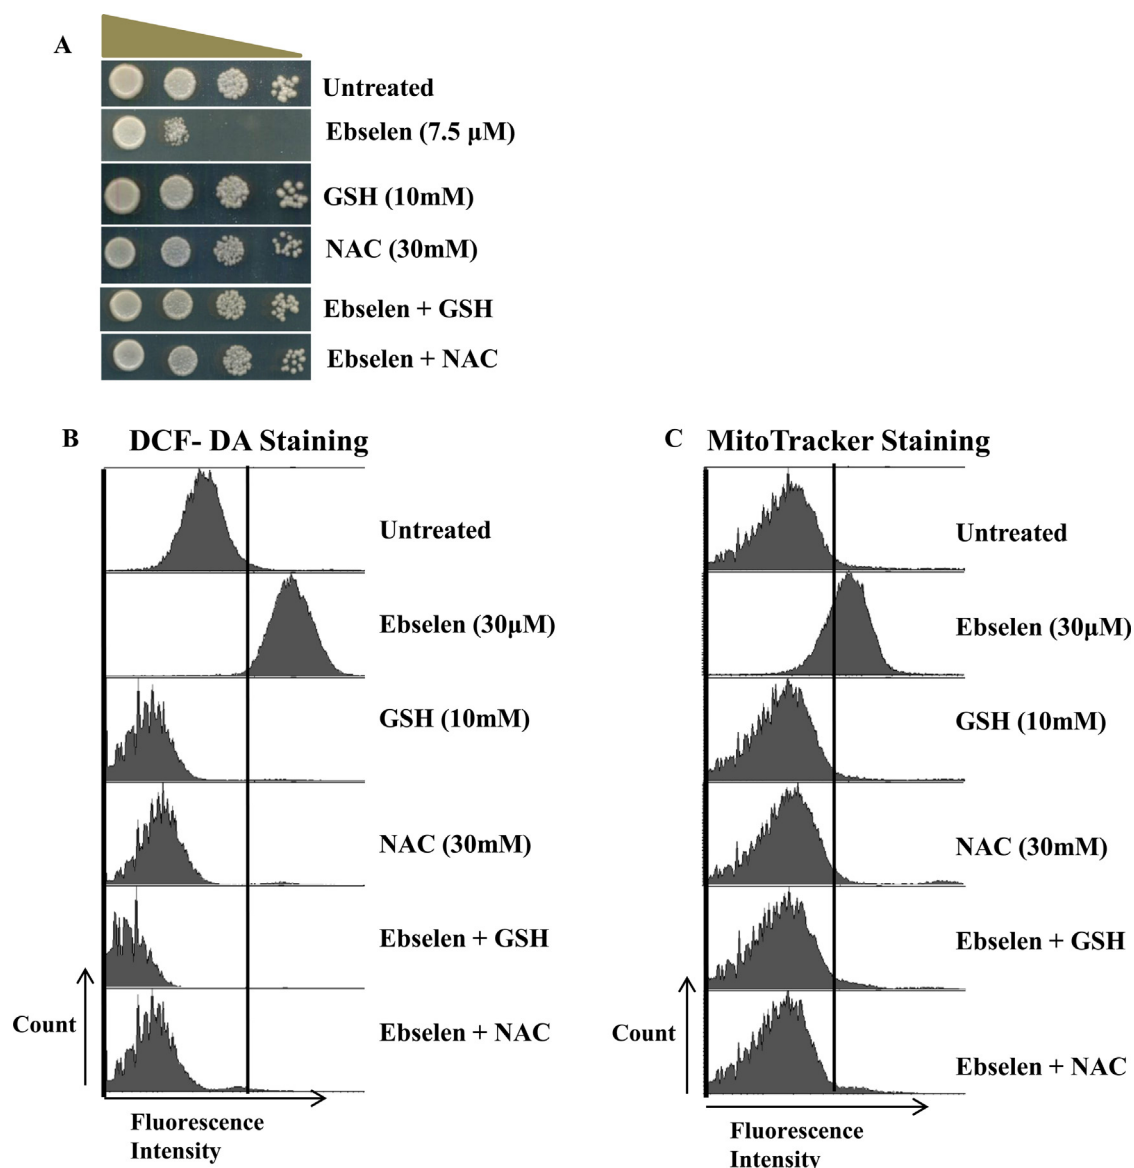 A
Untreated
Ebselen (7.5 μM)
GSH (10mM)
NAC (30mM)
Ebselen + GSH
Ebselen + NAC
B
DCF- DA Staining
Untreated
Ebselen (30μM)
GSH (10mM)
NAC (30mM)
Ebselen + GSH
Ebselen + NAC
Count
Fluorescence
Intensity
C
MitoTracker Staining
Untreated
Ebselen (30μM)
GSH (10mM)
NAC (30mM)
Ebselen + GSH
Ebselen + NAC
Count
Fluorescence
Intensity